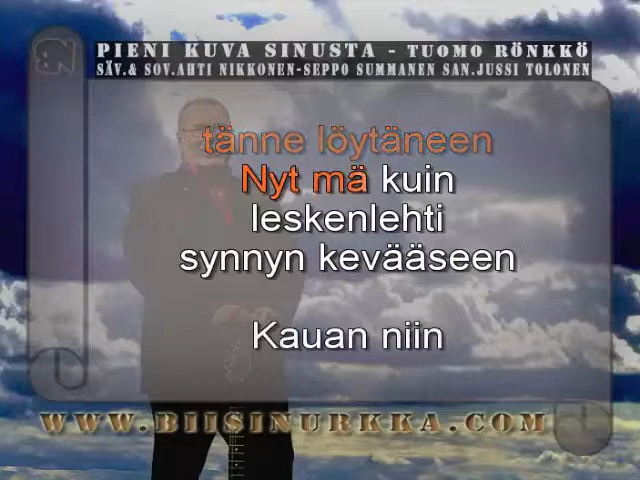 PIENI KUVA SINUSTA - TUOMO RÖNKKÖ
SÄV.& SOV.AHTI NIKKONEN-SEPPO SUMMANEN SAN.JUSSI TOLONEN
tänne löytäneen
Nyt mä kuin
leskenlehti
synnyn kevääseen
Kauan niin
WWW.BIISINURKKA.COM